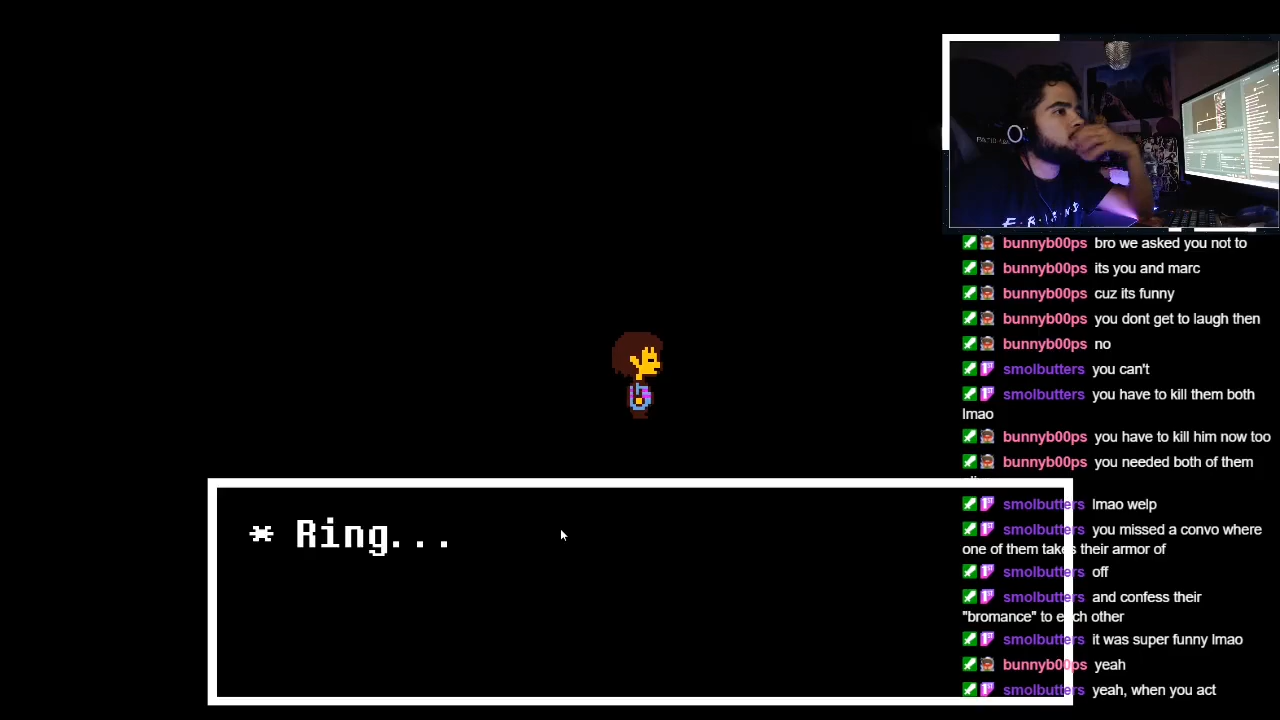 F·R·I·E·N·D·S
bunnyb00ps bro we asked you not to
bunnyb00ps its you and marc
bunnyb00ps cuz its funny
bunnyb00ps you dont get to laugh then
bunnyb00ps no
smolbutters you can't
smolbutters you have to kill them both
lmao
bunnyb00ps you have to kill him now too
bunnyb00ps you needed both of them
smolbutters lmao welp
smolbutters you missed a convo where
one of them takes their armor of
smolbutters off
smolbutters and confess their
"bromance" to each other
smolbutters it was super funny lmao
bunnyb00ps yeah
smolbutters yeah, when you act
* Ring...